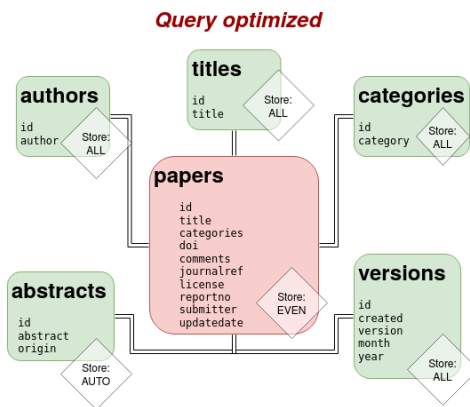 Query optimized
titles
id
title
Store:
ALL
authors
id
author
Store:
ALL
categories
id
category
Store:
ALL
papers
id
title
categories
doi
comments
journalref
license
reportno
submitter
updatedate
Store:
EVEN
abstracts
id
abstract
origin
Store:
AUTO
versions
id
created
version
month
year
Store:
ALL